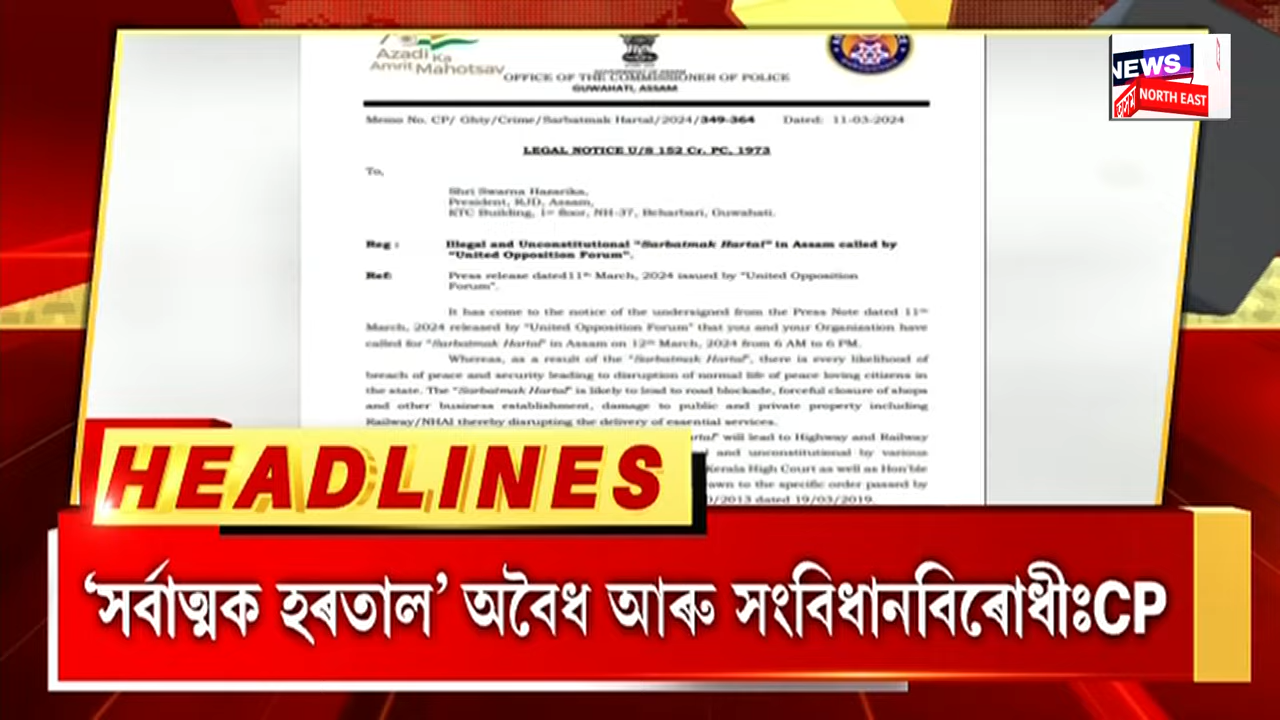 Azadi Ka
Amrit Mahotsav
OFFICE OF THE COMMISSIONER OF POLICE
GUWAHATI, ASSAM
Memo No. CP/ Ghty/Crime/Sarbatmak Hartal/2024/349-364 Dated: 11-03-2024
LEGAL NOTICE U/S 152 Cr. PC, 1973
To,
Shri Swarna Hazarika,
President, RJD, Assam,
RTC Building, 1st floor, NH-37, Beharbari, Guwahati.
Reg : Illegal and Unconstitutional "Sarbatmak Hartal" in Assam called by
"United Opposition Forum".
Ref: Press release dated11th March, 2024 issued by "United Opposition
Forum".
It has come to the notice of the undersigned from the Press Note dated 11th
March, 2024 released by "United Opposition Forum" that you and your Organization have
called for "Sarbatmak Hartal" in Assam on 12th March, 2024 from 6 AM to 6 PM.
Whereas, as a result of the "Sarbatmak Hartal", there is every likelihood of
breach of peace and security leading to disruption of normal life of peace loving citizens in
the state. The "Sarbatmak Hartal" is likely to lead to road blockade, forceful closure of shops
and other business establishment, damage to public and private property including
Railway/NHAI thereby disrupting the delivery of essential services.
will lead to Highway and Railway
and unconstitutional by various
Kerala High Court as well as Hon'ble
to the specific order passed by
/2013 dated 19/03/2019.
NEWS
NORTH EAST
HEADLINES
‘সৰ্বাত্মক হৰতাল’ অবৈধ আৰু সংবিধানবিৰোধীঃCP